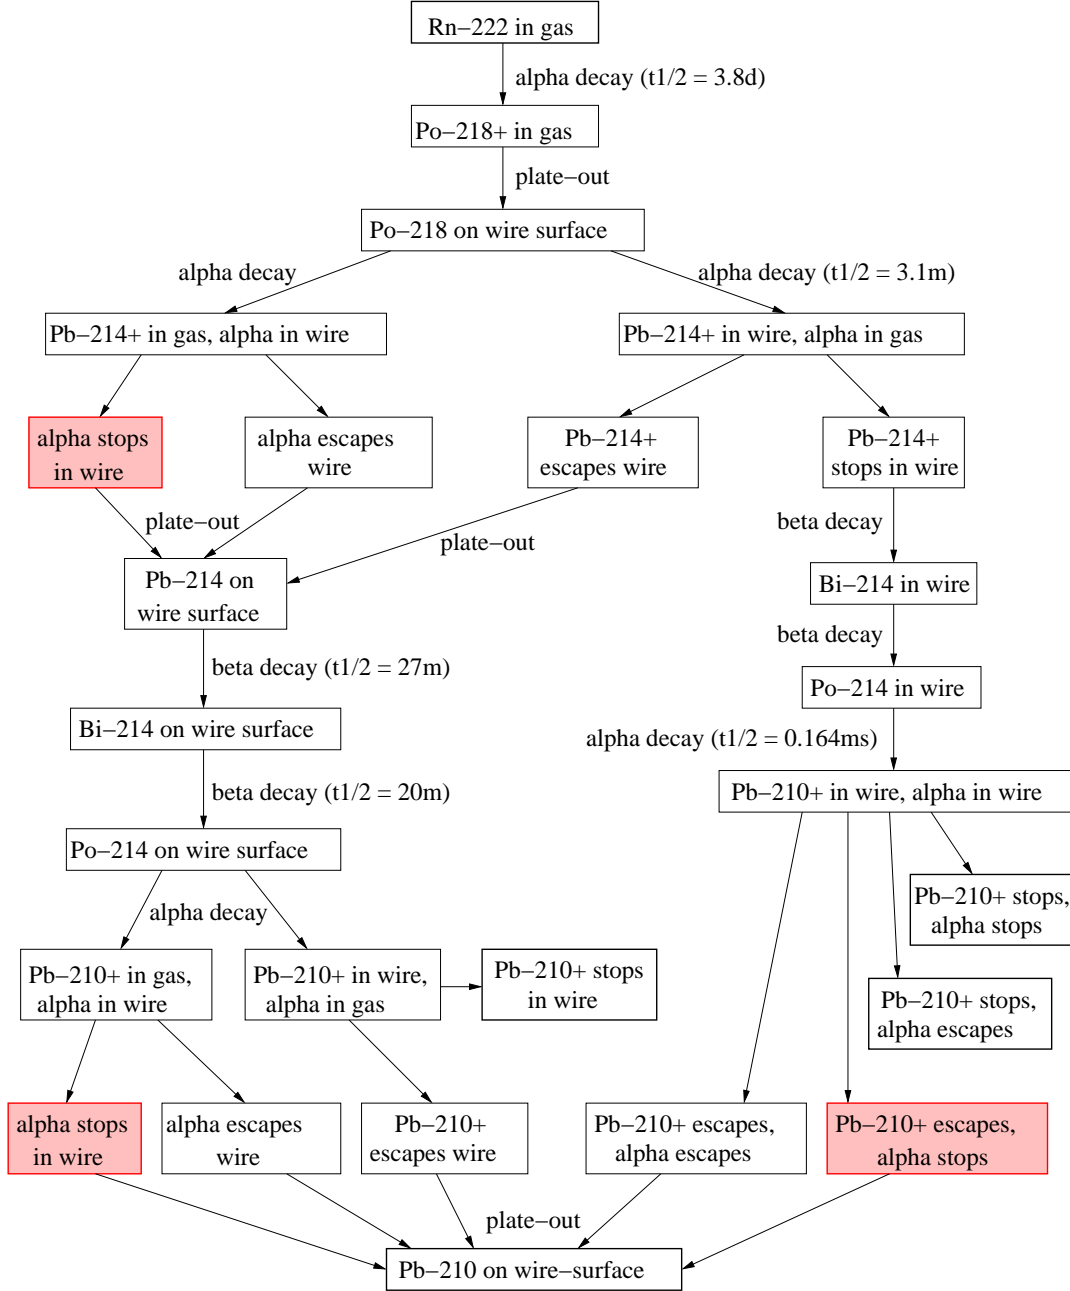 Rn−222 in gas
alpha decay (t1/2 = 3.8d)
Po−218+ in gas
plate−out
Po−218 on wire surface
alpha decay
alpha decay (t1/2 = 3.1m)
Pb−214+ in gas, alpha in wire
Pb−214+ in wire, alpha in gas
alpha stops
in wire
alpha escapes
wire
Pb−214+
escapes wire
Pb−214+
stops in wire
plate−out
plate−out
beta decay
Pb−214 on
wire surface
Bi−214 in wire
beta decay (t1/2 = 27m)
beta decay
Po−214 in wire
Bi−214 on wire surface
alpha decay (t1/2 = 0.164ms)
beta decay (t1/2 = 20m)
Pb−210+ in wire, alpha in wire
Po−214 on wire surface
alpha decay
Pb−210+ stops,
alpha stops
Pb−210+ in gas,
alpha in wire
Pb−210+ in wire,
alpha in gas
Pb−210+ stops
in wire
Pb−210+ stops,
alpha escapes
alpha stops
in wire
alpha escapes
wire
Pb−210+
escapes wire
Pb−210+ escapes,
alpha escapes
Pb−210+ escapes,
alpha stops
plate−out
Pb−210 on wire−surface